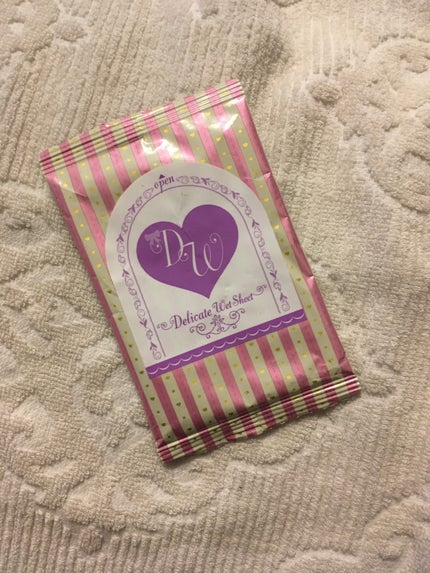 open
DW
Delicate Wet Sheet